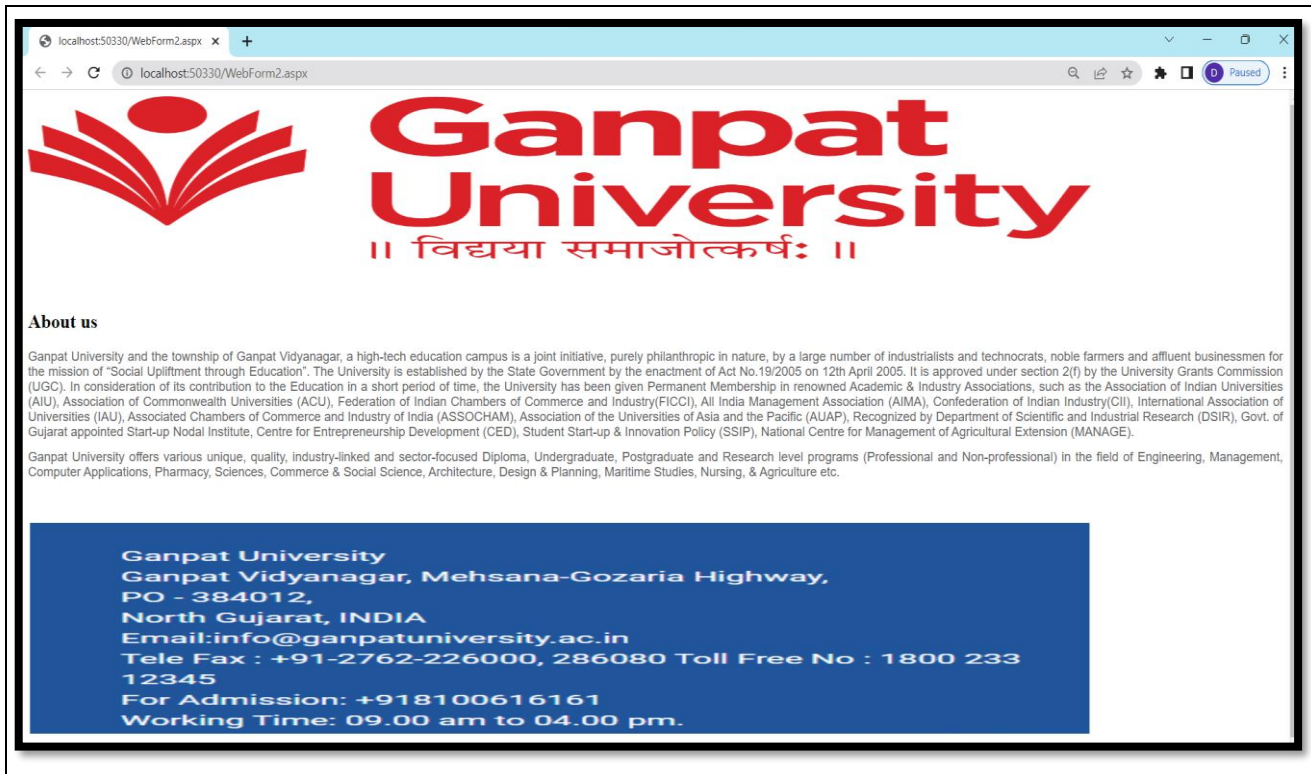 localhost:50330/WebForm2.aspx
localhost:50330/WebForm2.aspx
D Paused
Ganpat
University
।। विद्यया समाजोत्कर्षः ।।
About us
Ganpat University and the township of Ganpat Vidyanagar, a high-tech education campus is a joint initiative, purely philanthropic in nature, by a large number of industrialists and technocrats, noble farmers and affluent businessmen for
the mission of “Social Upliftment through Education”. The University is established by the State Government by the enactment of Act No.19/2005 on 12th April 2005. It is approved under section 2(f) by the University Grants Commission
(UGC). In consideration of its contribution to the Education in a short period of time, the University has been given Permanent Membership in renowned Academic & Industry Associations, such as the Association of Indian Universities
(AIU), Association of Commonwealth Universities (ACU), Federation of Indian Chambers of Commerce and Industry(FICCI), All India Management Association (AIMA), Confederation of Indian Industry(CII), International Association of
Universities (IAU), Associated Chambers of Commerce and Industry of India (ASSOCHAM), Association of the Universities of Asia and the Pacific (AUAP), Recognized by Department of Scientific and Industrial Research (DSIR), Govt. of
Gujarat appointed Start-up Nodal Institute, Centre for Entrepreneurship Development (CED), Student Start-up & Innovation Policy (SSIP), National Centre for Management of Agricultural Extension (MANAGE).
Ganpat University offers various unique, quality, industry-linked and sector-focused Diploma, Undergraduate, Postgraduate and Research level programs (Professional and Non-professional) in the field of Engineering, Management,
Computer Applications, Pharmacy, Sciences, Commerce & Social Science, Architecture, Design & Planning, Maritime Studies, Nursing, & Agriculture etc.
Ganpat University
Ganpat Vidyanagar, Mehsana-Gozaria Highway,
PO - 384012,
North Gujarat, INDIA
Email:info@ganpatuniversity.ac.in
Tele Fax : +91-2762-226000, 286080 Toll Free No : 1800 233
12345
For Admission: +918100616161
Working Time: 09.00 am to 04.00 pm.